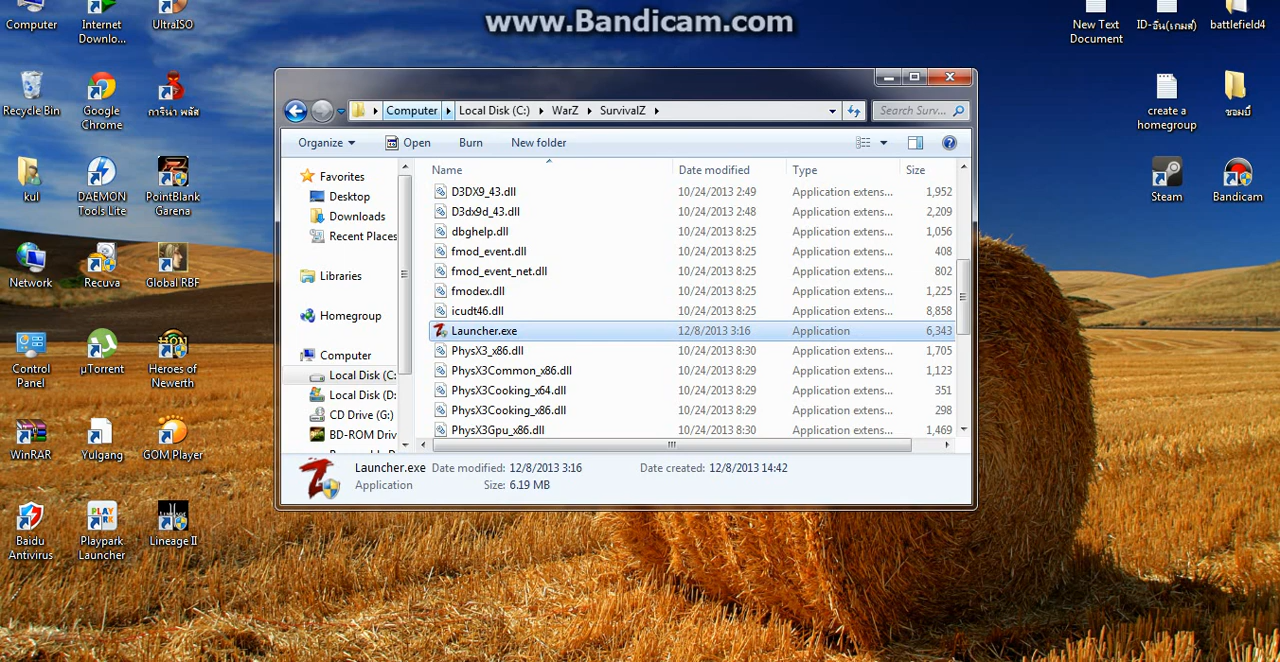 www.Bandicam.com
Computer
Internet
Downlo...
UltraISO
New Text
Document
ID-อึน(เกมส์)
battlefield4
Recycle Bin
Google
Chrome
การีนา พลัส
create a
homegroup
ซอมบี้
kul
DAEMON
Tools Lite
PointBlank
Garena
Steam
Bandicam
Network
Recuva
Global RBF
Control
Panel
µTorrent
Heroes of
Newerth
WinRAR
Yulgang
GOM Player
Baidu
Antivirus
Playpark
Launcher
Lineage II
Computer
Local Disk (C:)
WarZ
SurvivalZ
Search Surv...
Organize
Open
Burn
New folder
Favorites
Desktop
Downloads
Recent Places
Libraries
Homegroup
Computer
Local Disk (C:
Local Disk (D:
CD Drive (G:)
BD-ROM Driv
Name Date modified Type Size
D3DX9_43.dll 10/24/2013 2:49 Application extens... 1,952
D3dx9d_43.dll 10/24/2013 2:48 Application extens... 2,209
dbghelp.dll 10/24/2013 8:25 Application extens... 1,056
fmod_event.dll 10/24/2013 8:25 Application extens... 408
fmod_event_net.dll 10/24/2013 8:25 Application extens... 802
fmodex.dll 10/24/2013 8:25 Application extens... 1,225
icudt46.dll 10/24/2013 8:25 Application extens... 8,858
Launcher.exe 12/8/2013 3:16 Application 6,343
PhysX3_x86.dll 10/24/2013 8:30 Application extens... 1,705
PhysX3Common_x86.dll 10/24/2013 8:29 Application extens... 1,123
PhysX3Cooking_x64.dll 10/24/2013 8:29 Application extens... 351
PhysX3Cooking_x86.dll 10/24/2013 8:29 Application extens... 298
PhysX3Gpu_x86.dll 10/24/2013 8:30 Application extens... 1,469
Launcher.exe Date modified: 12/8/2013 3:16 Date created: 12/8/2013 14:42
Application Size: 6.19 MB